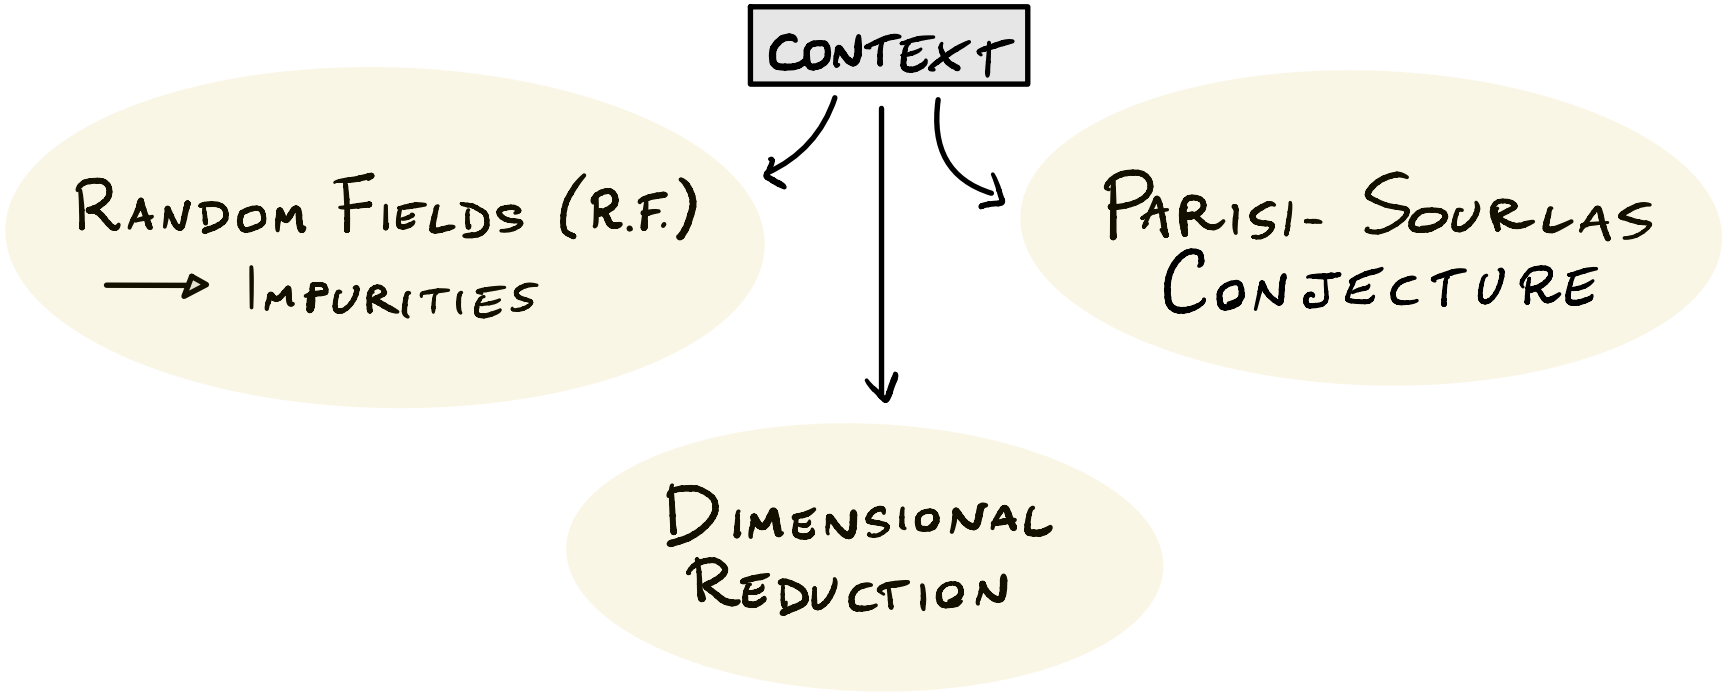 CONTEXT
RANDOM FIELDS (R.F.)
→ IMPURITIES
PARISI-SOURLAS
CONJECTURE
DIMENSIONAL
REDUCTION